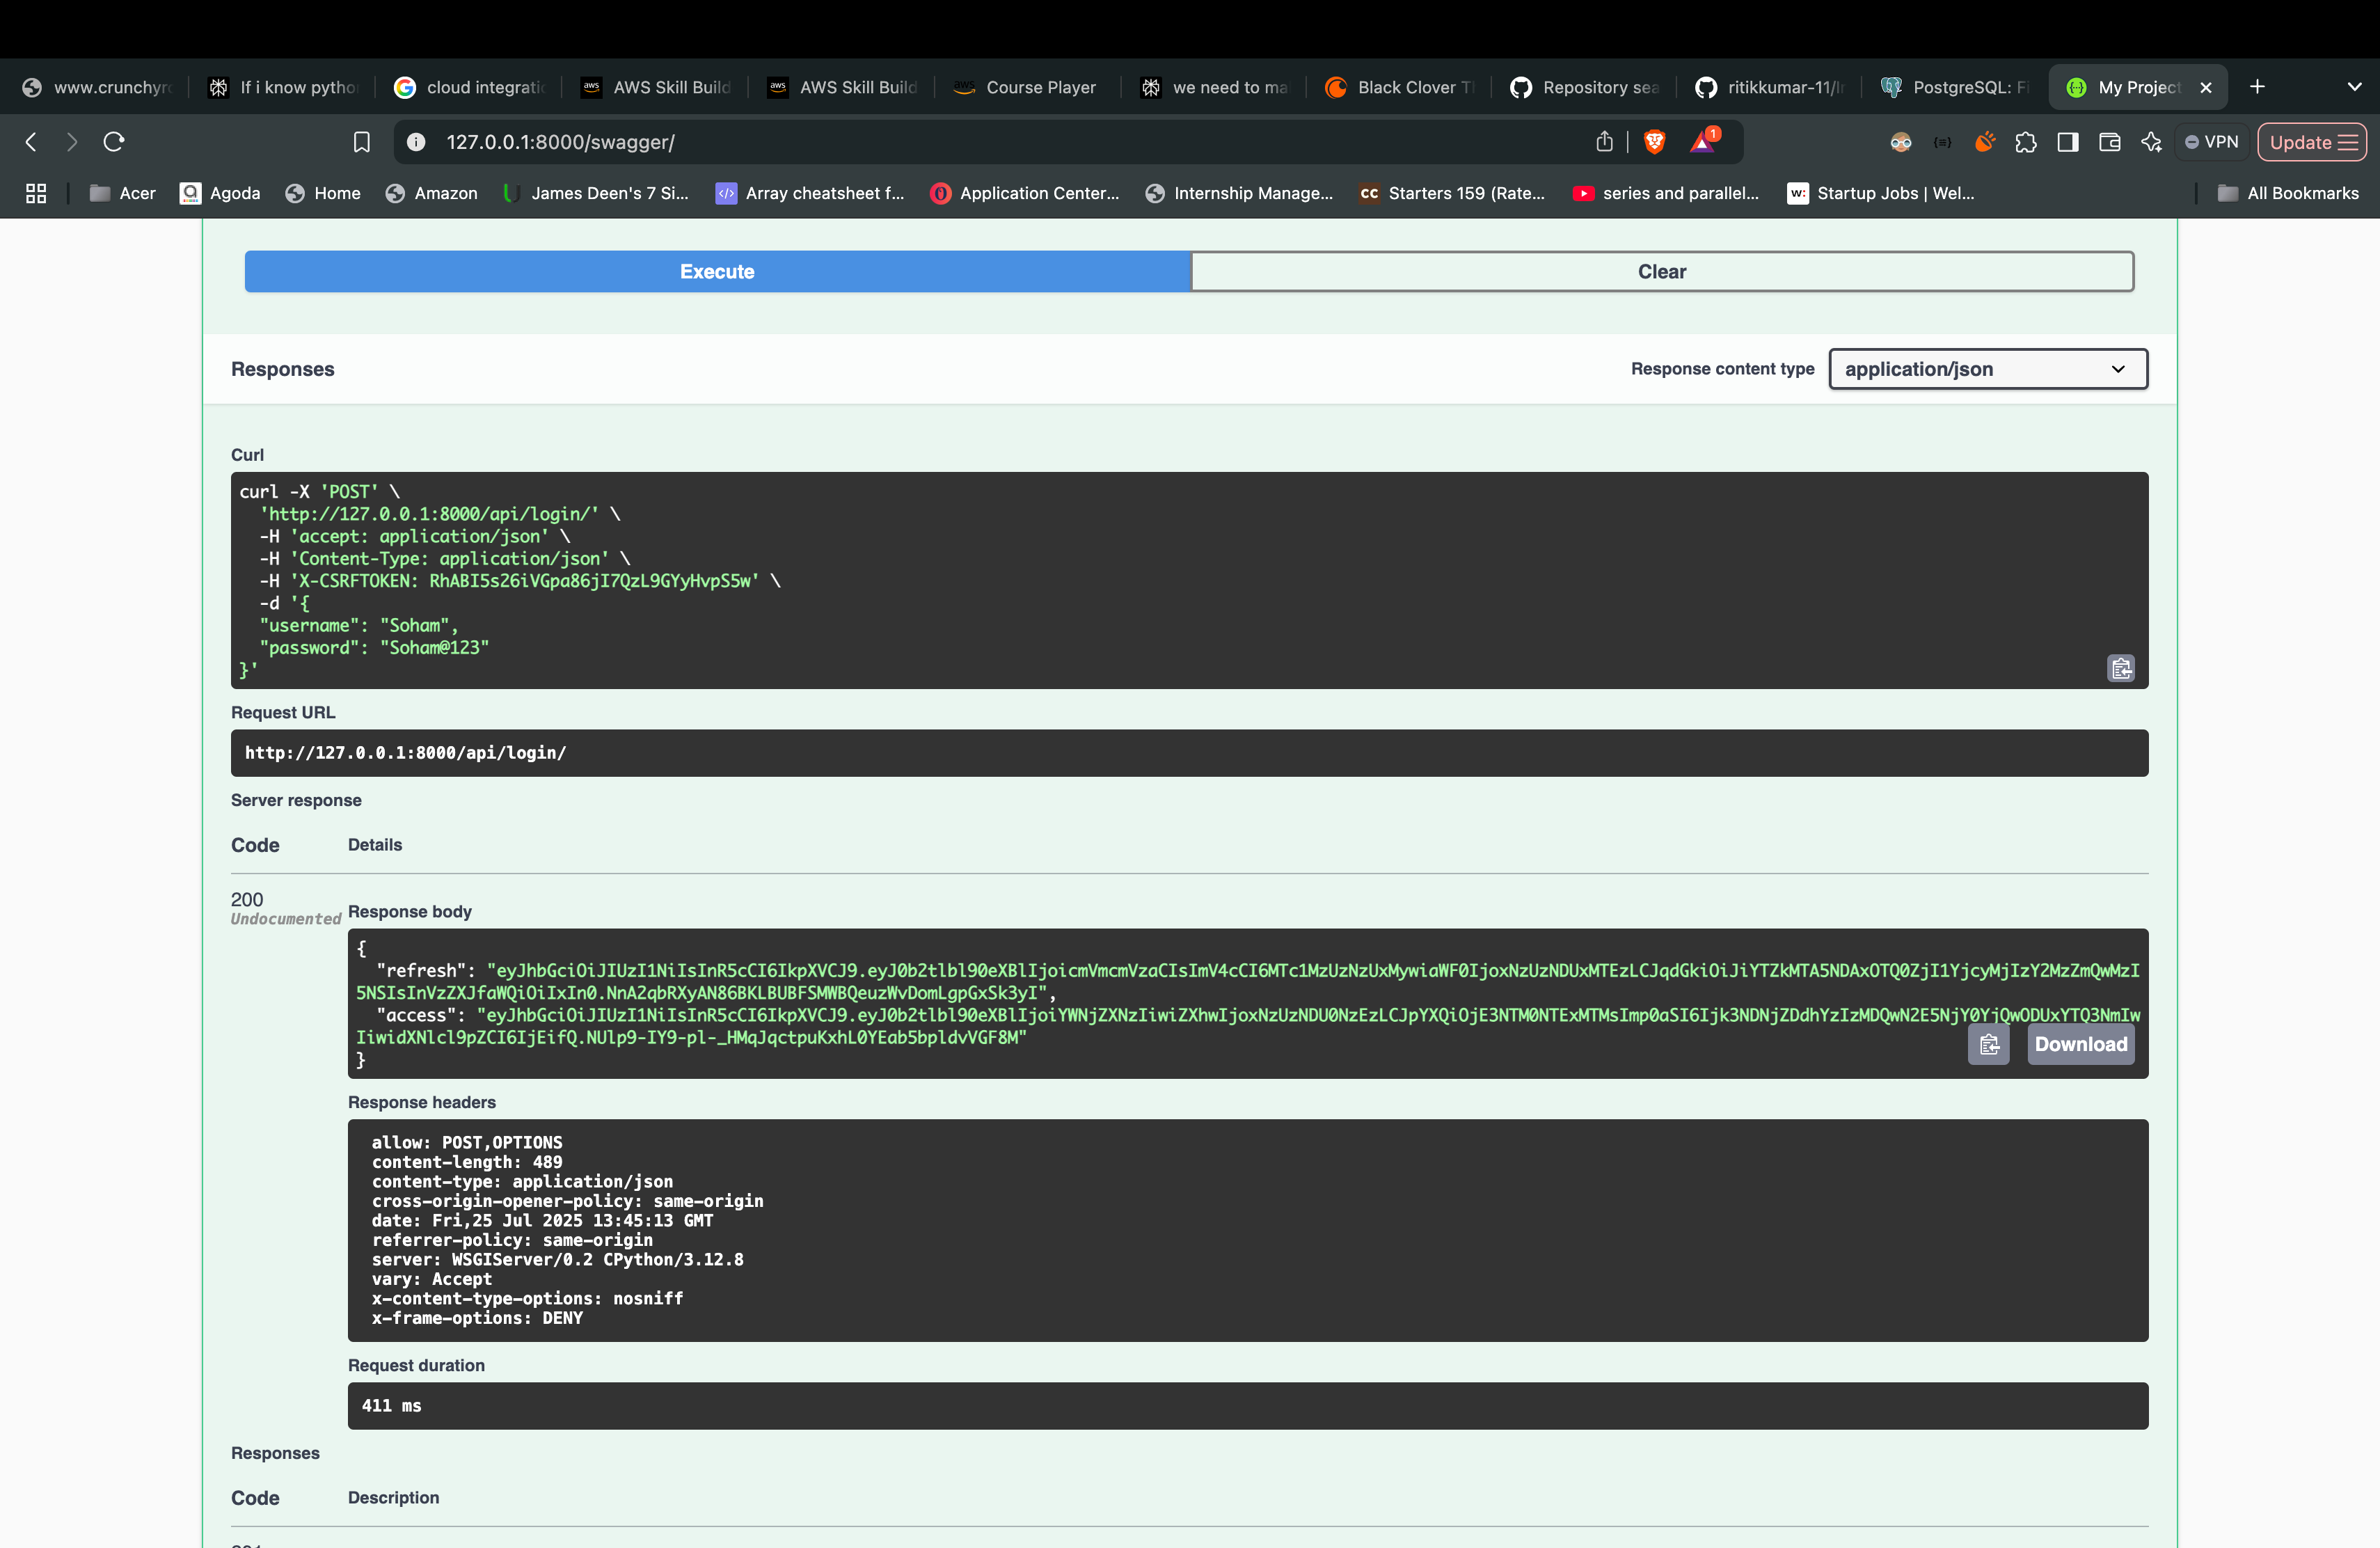 www.crunchyr
If i know pytho
cloud integrati
AWS Skill Build
AWS Skill Build
Course Player
we need to ma
Black Clover T
Repository sea
ritikkumar-11/I
PostgreSQL: F
My Project
127.0.0.1:8000/swagger/
1
VPN
Update
Acer
Agoda
Home
Amazon
James Deen's 7 Si...
Array cheatsheet f...
Application Center...
Internship Manage...
Starters 159 (Rate...
series and parallel...
Startup Jobs | Wel...
All Bookmarks
Execute
Clear
Responses
Response content type
application/json
Curl
curl -X 'POST' \
'http://127.0.0.1:8000/api/login/' \
-H 'accept: application/json' \
-H 'Content-Type: application/json' \
-H 'X-CSRFTOKEN: RhABI5s26iVGpa86jI7QzL9GYyHvpS5w' \
-d '{
"username": "Soham",
"password": "Soham@123"
}'
Request URL
http://127.0.0.1:8000/api/login/
Server response
Code Details
200
Undocumented
Response body
{
"refresh": "eyJhbGciOiJIUzI1NiIsInR5cCI6IkpXVCJ9.eyJ0b2tlbl90eXBlIjoicmVmcmVzaCIsImV4cCI6MTc1MzUzNzUxMywiaWF0IjoxNzUzNDUxMTEzLCJqdGkiOiJiYTZkMTA5NDAxOTQ0ZjI1YjcyMjIzY2MzZmQwMzI
5NSIsInVzZXJfaWQiOiIxIn0.NnA2qbRXyAN86BKLBUBFSMWBQeuzWvDomLgpGxSk3yI",
"access": "eyJhbGciOiJIUzI1NiIsInR5cCI6IkpXVCJ9.eyJ0b2tlbl90eXBlIjoiYWNjZXNzIiwiZXhwIjoxNzUzNDU0NzEzLCJpYXQiOjE3NTM0NTExMTMsImp0aSI6Ijk3NDNjZDdhYzIzMDQwN2E5NjY0YjQwODUxYTQ3NmIw
IiwidXNlcl9pZCI6IjEifQ.NUlp9-IY9-pl-_HMqJqctpuKxhL0YEab5bpldvVGF8M"
}
Download
Response headers
allow: POST,OPTIONS
content-length: 489
content-type: application/json
cross-origin-opener-policy: same-origin
date: Fri,25 Jul 2025 13:45:13 GMT
referrer-policy: same-origin
server: WSGIServer/0.2 CPython/3.12.8
vary: Accept
x-content-type-options: nosniff
x-frame-options: DENY
Request duration
411 ms
Responses
Code Description